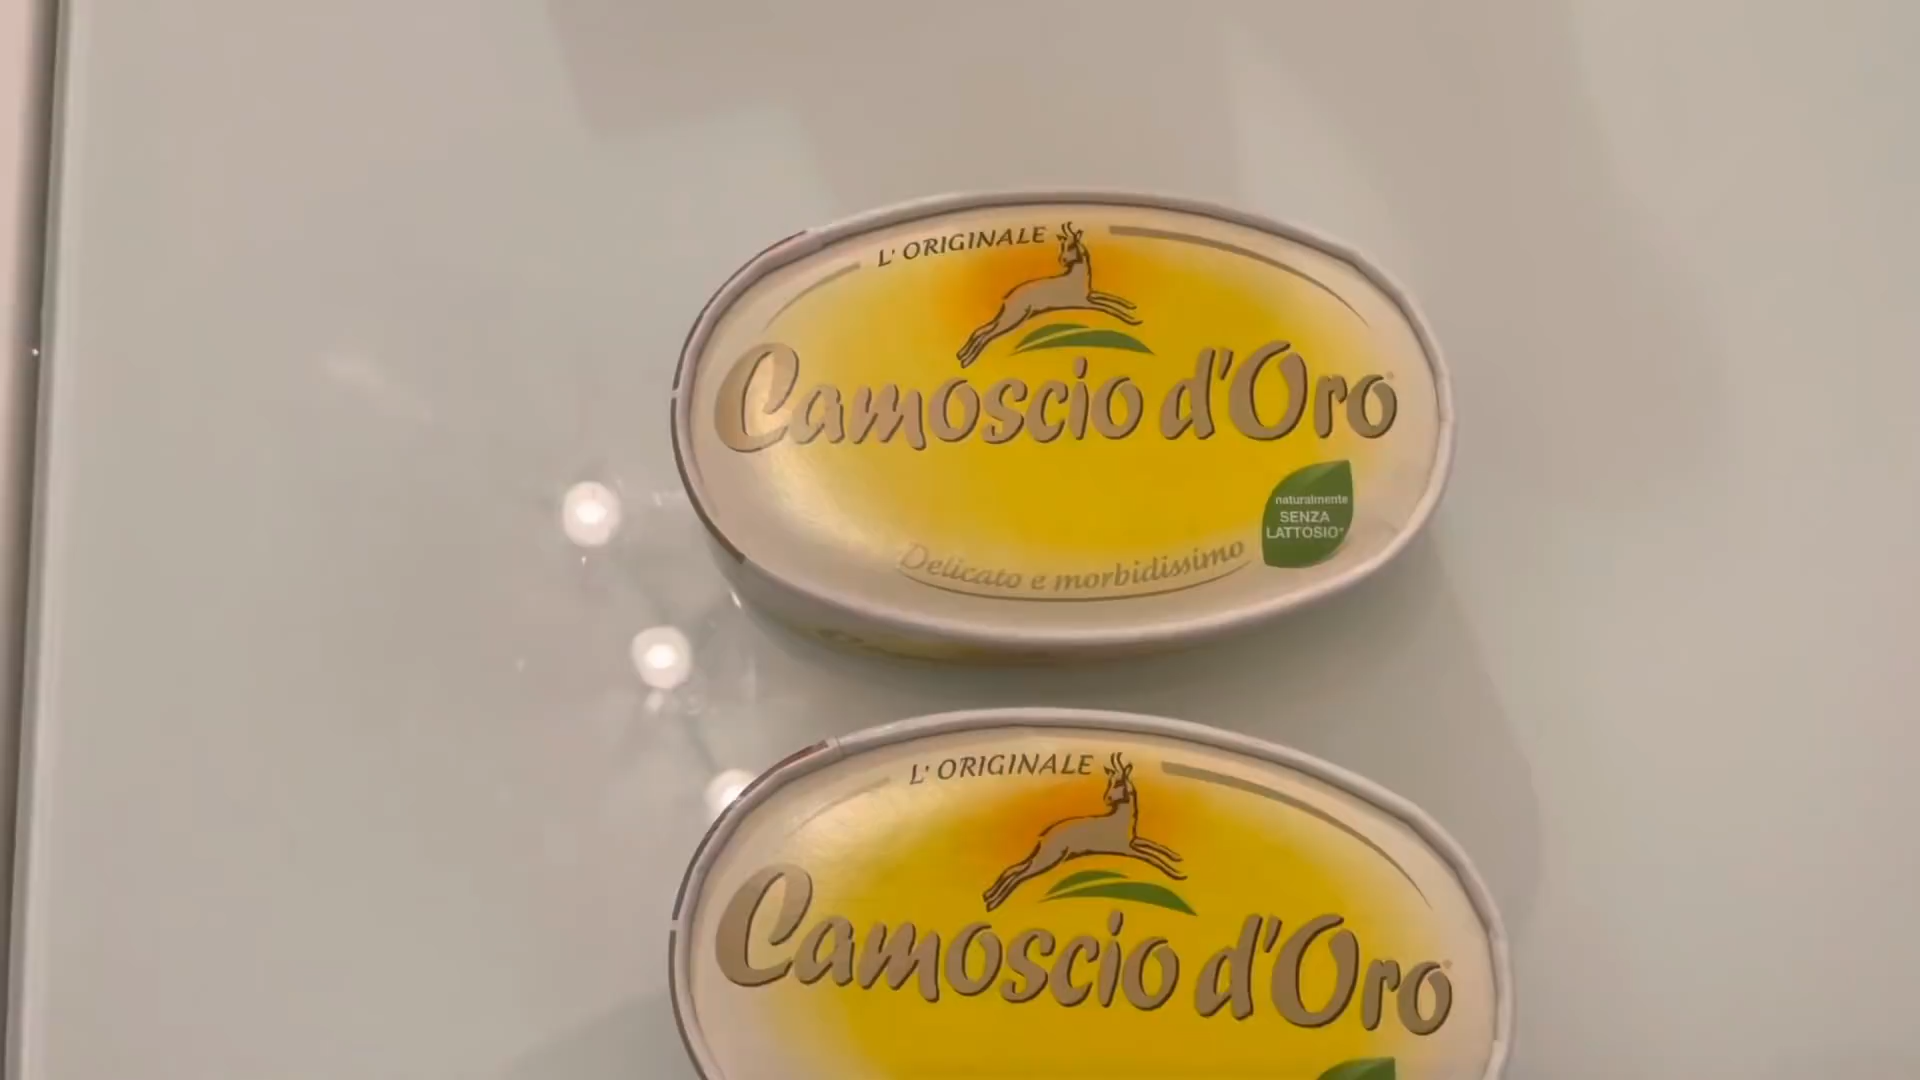 L' ORIGINALE
Camoscio d'Oro
naturalmente
SENZA
LATTOSIO*
Delicato e morbidissimo
L' ORIGINALE
Camoscio d'Oro